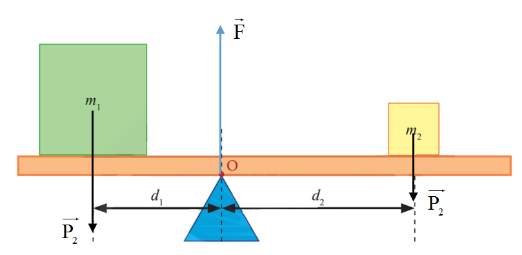 F
m₁
m₂
O
d₁
d₂
P₂
P₂